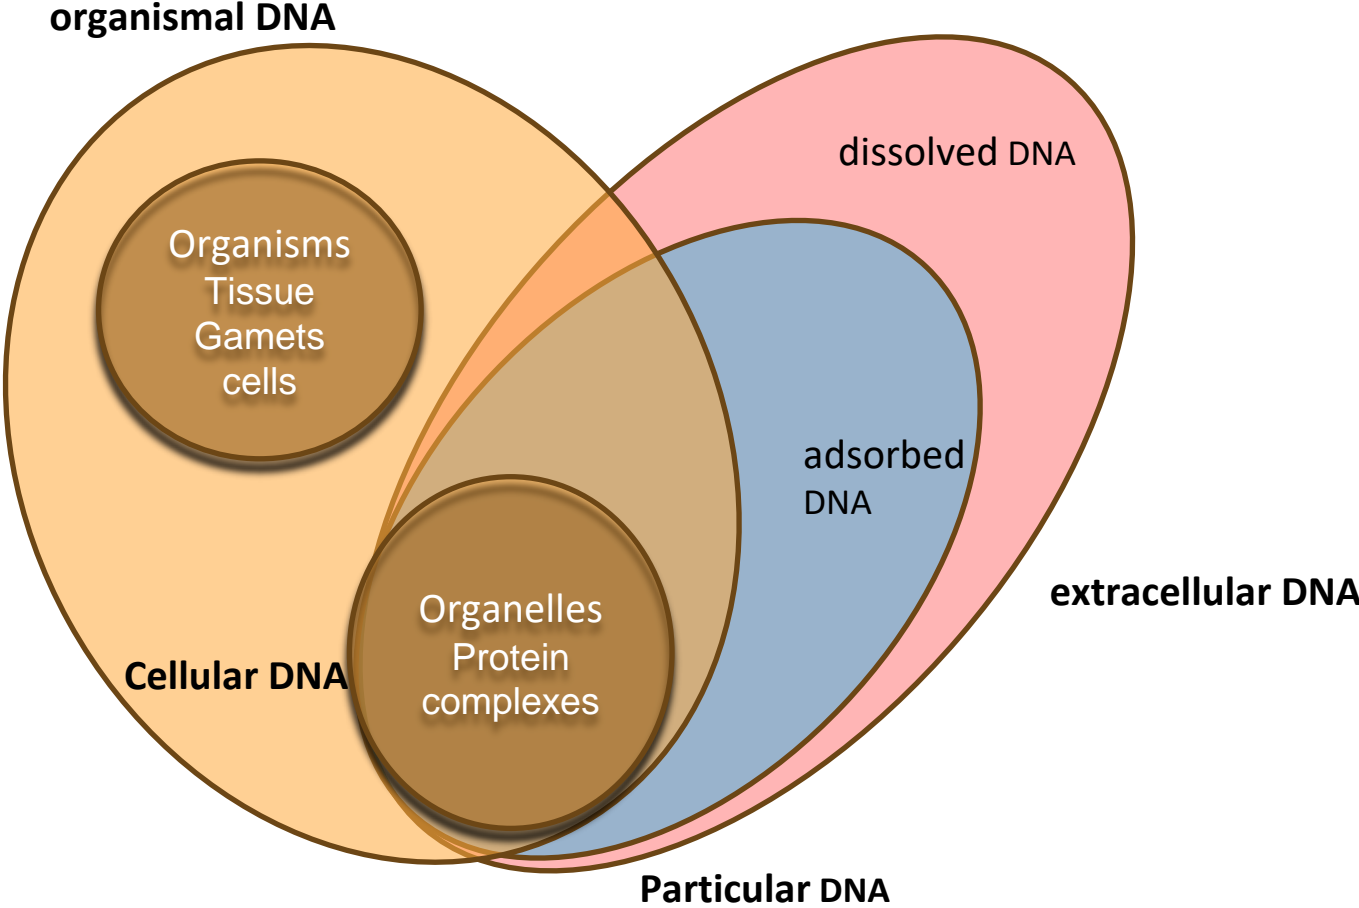 organismal DNA
dissolved DNA
Organisms
Tissue
Gamets
cells
adsorbed
DNA
extracellular DNA
Organelles
Protein
complexes
Cellular DNA
Particular DNA